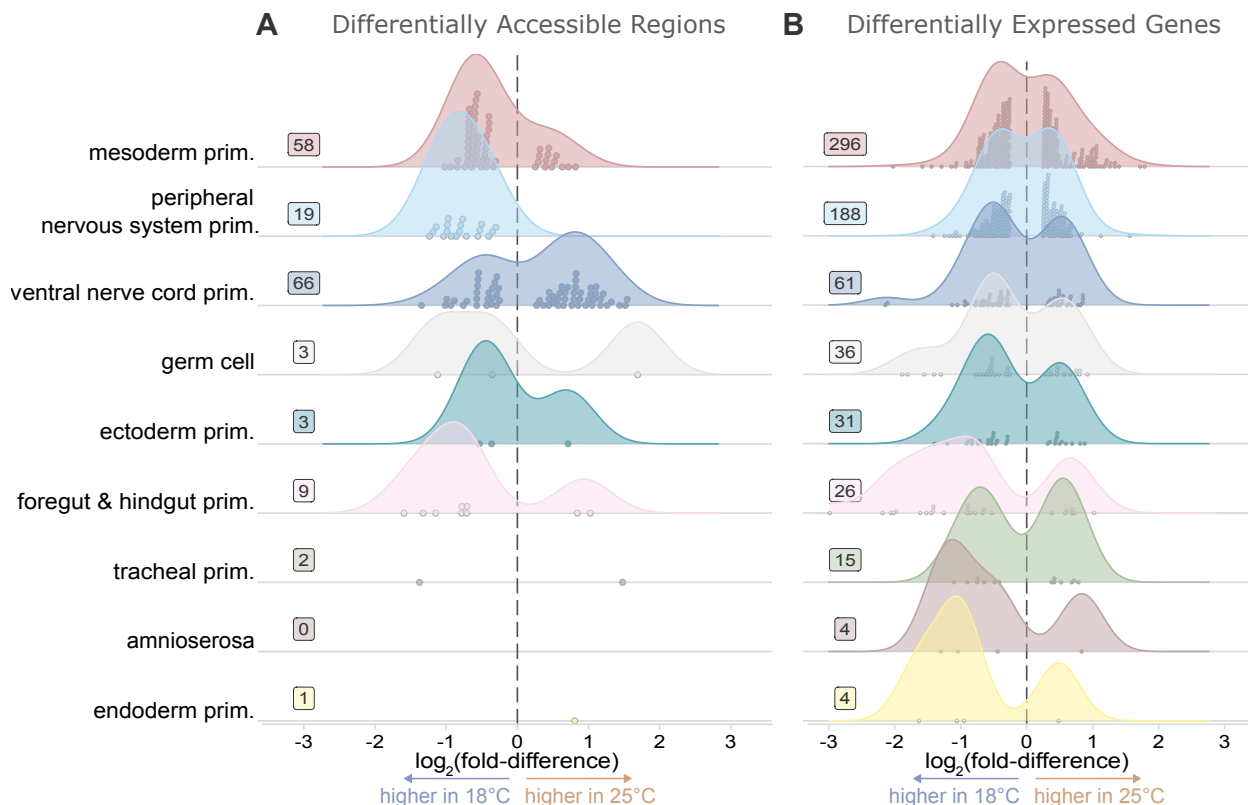 A Differentially Accessible Regions
B Differentially Expressed Genes
mesoderm prim. 58 296
peripheral
nervous system prim. 19 188
ventral nerve cord prim. 66 61
germ cell 3 36
ectoderm prim. 3 31
foregut & hindgut prim. 9 26
tracheal prim. 2 15
amnioserosa 0 4
endoderm prim. 1 4
-3 -2 -1 0 1 2 3
log2(fold-difference)
higher in 18°C higher in 25°C
-3 -2 -1 0 1 2 3
log2(fold-difference)
higher in 18°C higher in 25°C